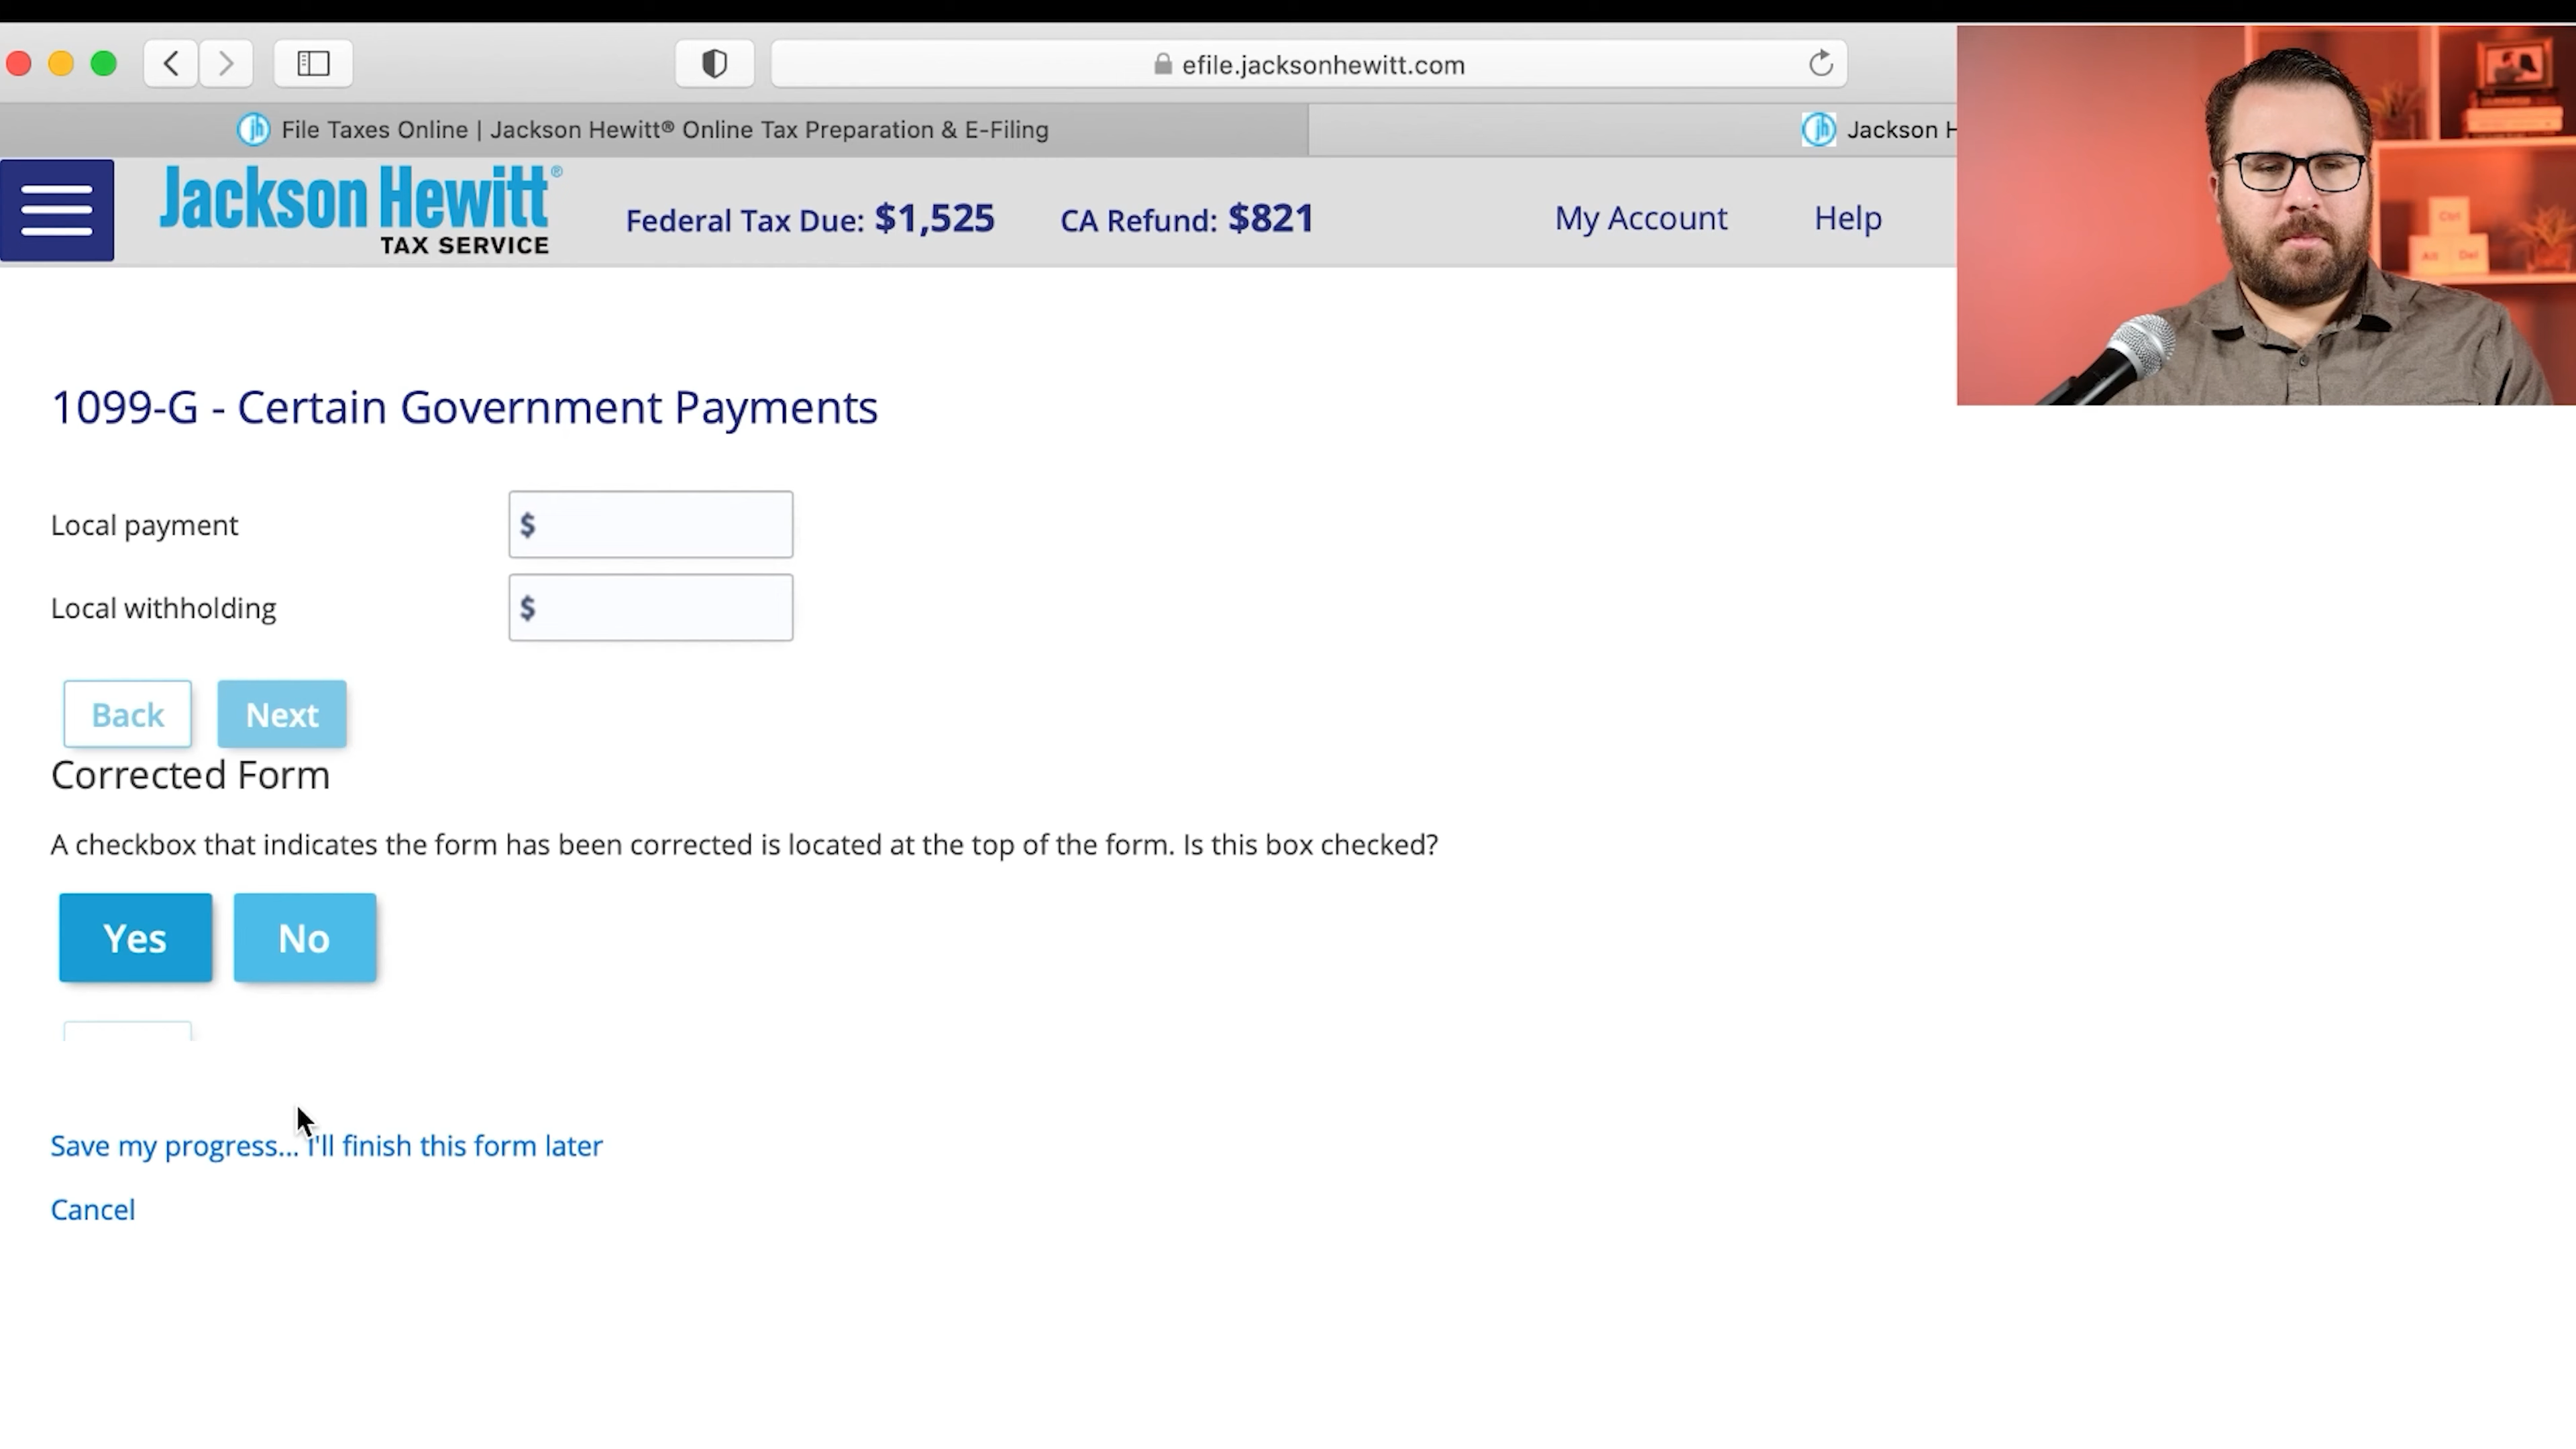 efile.jacksonhewitt.com
File Taxes Online | Jackson Hewitt® Online Tax Preparation & E-Filing
Jackson H
Jackson Hewitt®
TAX SERVICE
Federal Tax Due: $1,525
CA Refund: $821
My Account
Help
Ctrl
Alt
Del
1099-G - Certain Government Payments
Local payment
$
Local withholding
$
Back
Next
Corrected Form
A checkbox that indicates the form has been corrected is located at the top of the form. Is this box checked?
Yes
No
Save my progress... I'll finish this form later
Cancel